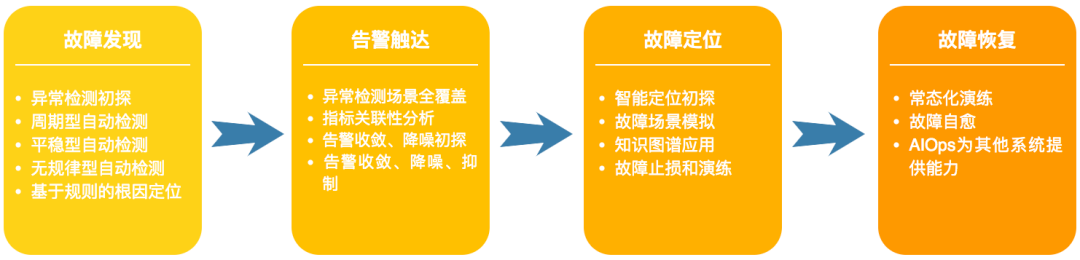 故障发现
• 异常检测初探
• 周期型自动检测
• 平稳型自动检测
• 无规律型自动检测
• 基于规则的根因定位
告警触达
• 异常检测场景全覆盖
• 指标关联性分析
• 告警收敛、降噪初探
• 告警收敛、降噪、抑
制
故障定位
• 智能定位初探
• 故障场景模拟
• 知识图谱应用
• 故障止损和演练
故障恢复
• 常态化演练
• 故障自愈
• AIOps为其他系统提
供能力